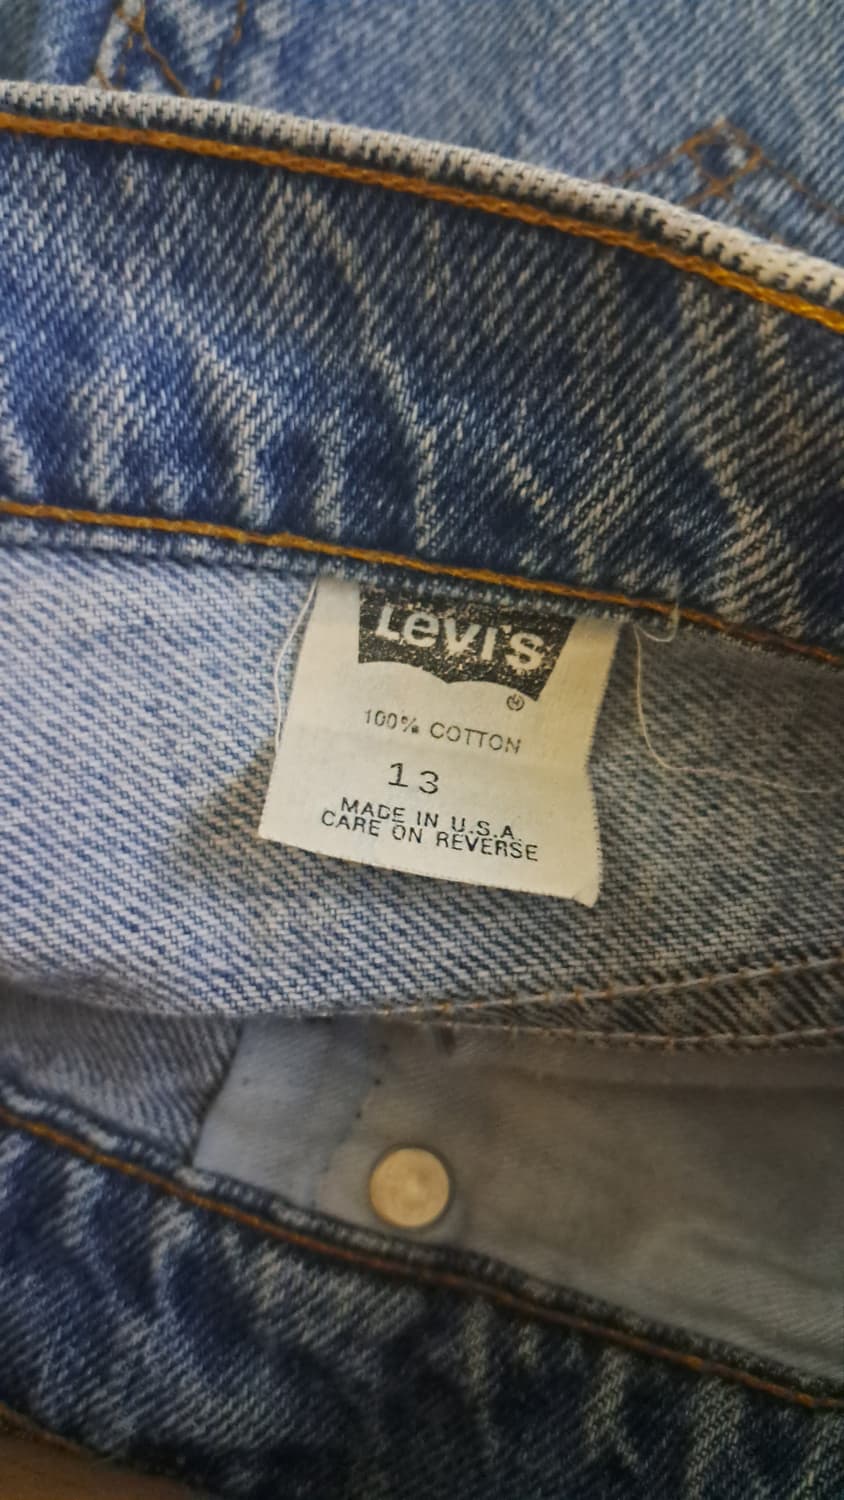 Levi's ®
100% COTTON
13
MADE IN U.S.A.
CARE ON REVERSE